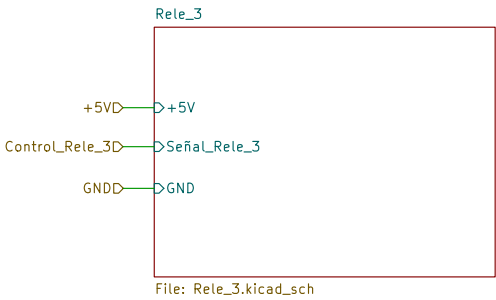 Rele_3
+5V +5V
Control_Rele_3 Señal_Rele_3
GND GND
File: Rele_3.kicad_sch